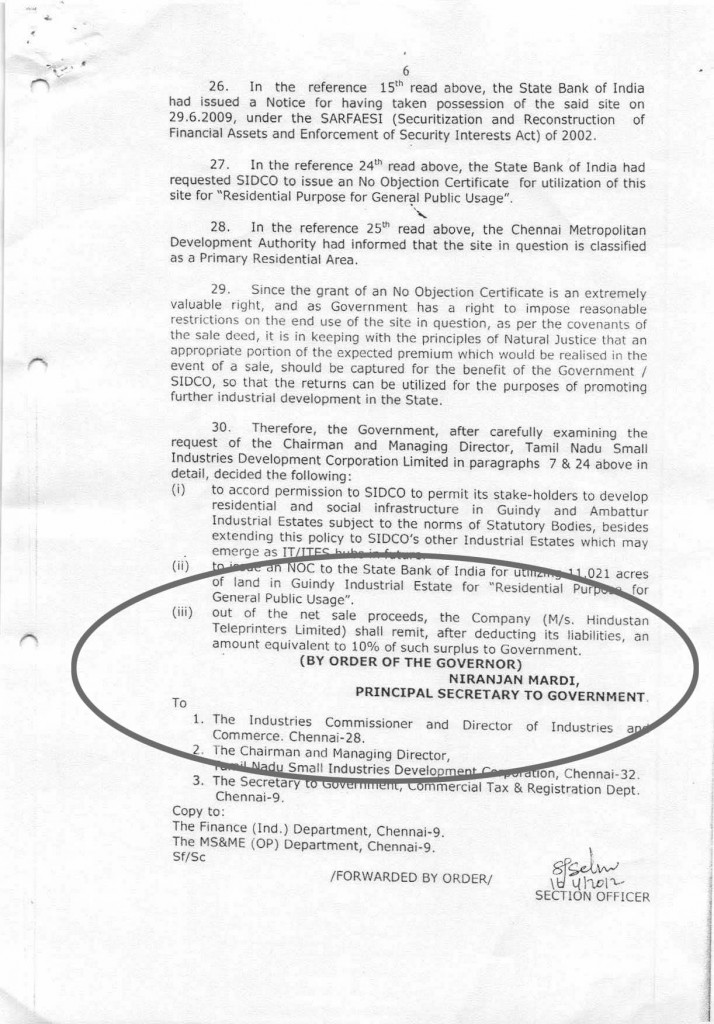 6
26. In the reference 15th read above, the State Bank of India
had issued a Notice for having taken possession of the said site on
29.6.2009, under the SARFAESI (Securitization and Reconstruction of
Financial Assets and Enforcement of Security Interests Act) of 2002.
27. In the reference 24th read above, the State Bank of India had
requested SIDCO to issue an No Objection Certificate for utilization of this
site for "Residential Purpose for General Public Usage".
28. In the reference 25th read above, the Chennai Metropolitan
Development Authority had informed that the site in question is classified
as a Primary Residential Area.
29. Since the grant of an No Objection Certificate is an extremely
valuable right, and as Government has a right to impose reasonable
restrictions on the end use of the site in question, as per the covenants of
the sale deed, it is in keeping with the principles of Natural Justice that an
appropriate portion of the expected premium which would be realised in the
event of a sale, should be captured for the benefit of the Government /
SIDCO, so that the returns can be utilized for the purposes of promoting
further industrial development in the State.
30. Therefore, the Government, after carefully examining the
request of the Chairman and Managing Director, Tamil Nadu Small
Industries Development Corporation Limited in paragraphs 7 & 24 above in
detail, decided the following:
(i) to accord permission to SIDCO to permit its stake-holders to develop
residential and social infrastructure in Guindy and Ambattur
Industrial Estates subject to the norms of Statutory Bodies, besides
extending this policy to SIDCO's other Industrial Estates which may
emerge as IT/ITES hubs in future.
(ii) to issue an NOC to the State Bank of India for utilizing 11.021 acres
of land in Guindy Industrial Estate for "Residential Purpose for
General Public Usage".
(iii) out of the net sale proceeds, the Company (M/s. Hindustan
Teleprinters Limited) shall remit, after deducting its liabilities, an
amount equivalent to 10% of such surplus to Government.
(BY ORDER OF THE GOVERNOR)
NIRANJAN MARDI,
PRINCIPAL SECRETARY TO GOVERNMENT.
To
1. The Industries Commissioner and Director of Industries and
Commerce. Chennai-28.
2. The Chairman and Managing Director,
Tamil Nadu Small Industries Development Corporation, Chennai-32.
3. The Secretary to Government, Commercial Tax & Registration Dept.
Chennai-9.
Copy to:
The Finance (Ind.) Department, Chennai-9.
The MS&ME (OP) Department, Chennai-9.
Sf/Sc
/FORWARDED BY ORDER/
SECTION OFFICER